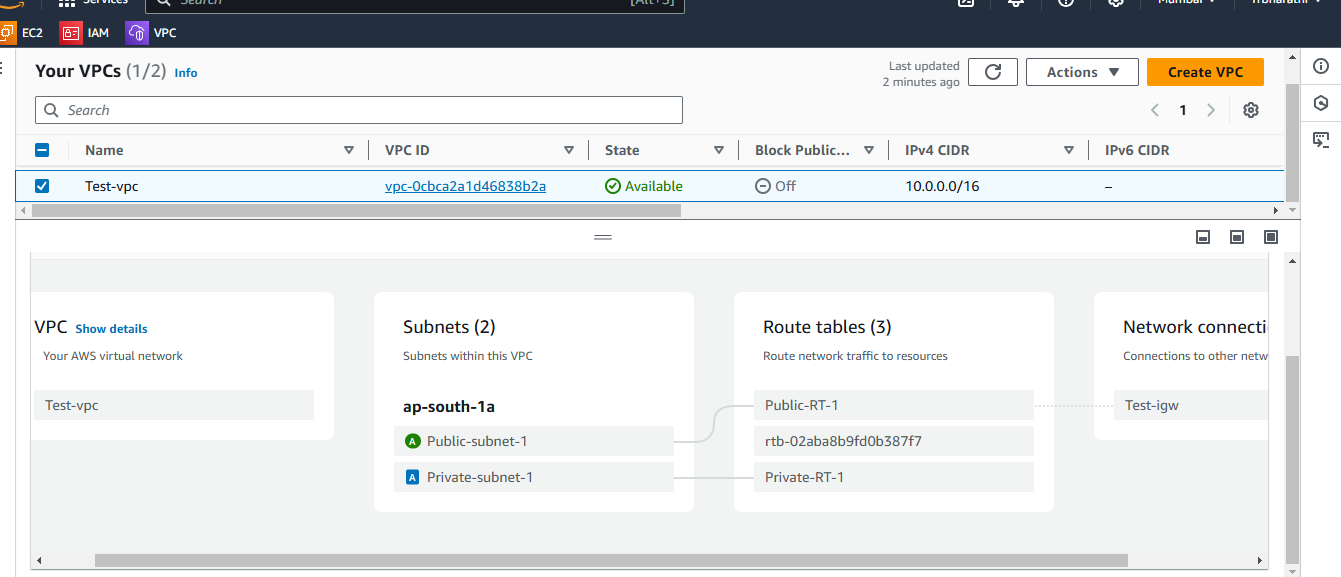 Services
Search
[Alt+S]
Mumbai
EC2 IAM VPC
Your VPCs (1/2) Info
Last updated
2 minutes ago
Actions
Create VPC
Search
1
Name VPC ID State Block Public... IPv4 CIDR IPv6 CIDR
Test-vpc vpc-0cbca2a1d46838b2a Available Off 10.0.0.0/16 –
VPC Show details
Your AWS virtual network
Test-vpc
Subnets (2)
Subnets within this VPC
ap-south-1a
A Public-subnet-1
A Private-subnet-1
Route tables (3)
Route network traffic to resources
Public-RT-1
rtb-02aba8b9fd0b387f7
Private-RT-1
Network connecti
Connections to other netw
Test-igw